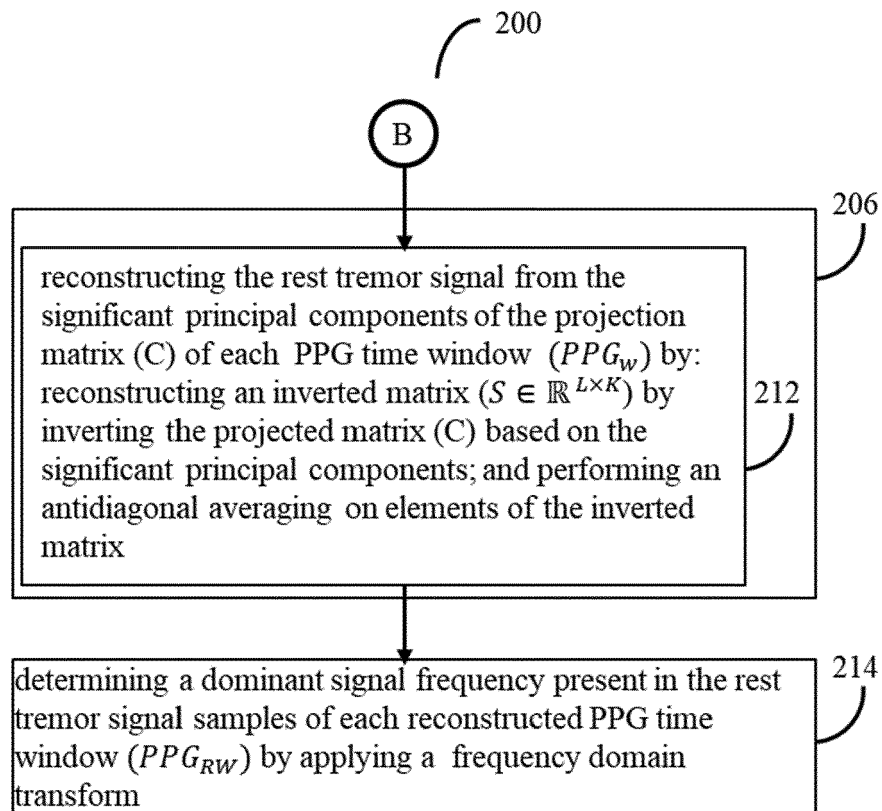 200
B
206
reconstructing the rest tremor signal from the
significant principal components of the projection
matrix (C) of each PPG time window (PPG_w) by:
reconstructing an inverted matrix (S ∈ ℝ^{L×K}) by
inverting the projected matrix (C) based on the
significant principal components; and performing an
antidiagonal averaging on elements of the inverted
matrix
212
214
determining a dominant signal frequency present in the rest
tremor signal samples of each reconstructed PPG time
window (PPG_{RW}) by applying a frequency domain
transform